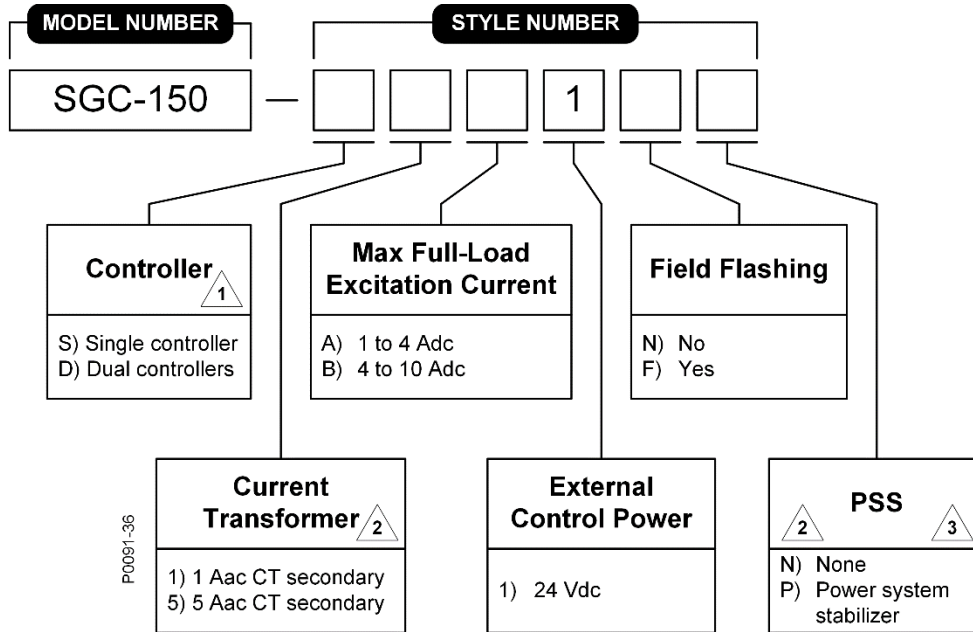 MODEL NUMBER
STYLE NUMBER
SGC-150 — 1
Controller
1
S) Single controller
D) Dual controllers
Max Full-Load
Excitation Current
A) 1 to 4 Adc
B) 4 to 10 Adc
Field Flashing
N) No
F) Yes
Current
Transformer
2
1) 1 Aac CT secondary
5) 5 Aac CT secondary
External
Control Power
1) 24 Vdc
PSS
2
3
N) None
P) Power system
stabilizer
P0091-36